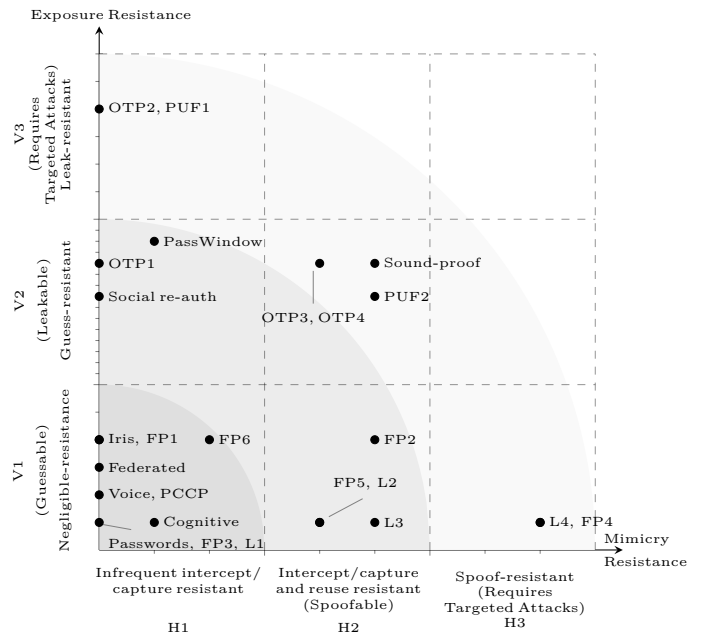 Exposure Resistance
V3
(Requires
Targeted Attacks)
Leak-resistant
OTP2, PUF1
V2
(Leakable)
Guess-resistant
PassWindow
OTP1
Sound-proof
Social re-auth
PUF2
OTP3, OTP4
V1
(Guessable)
Negligible-resistance
Iris, FP1
FP6
FP2
Federated
FP5, L2
Voice, PCCP
Cognitive
L3
L4, FP4
Passwords, FP3, L1
Mimicry
Resistance
Infrequent intercept/
capture resistant
H1
Intercept/capture
and reuse resistant
(Spoofable)
H2
Spoof-resistant
(Requires
Targeted Attacks)
H3